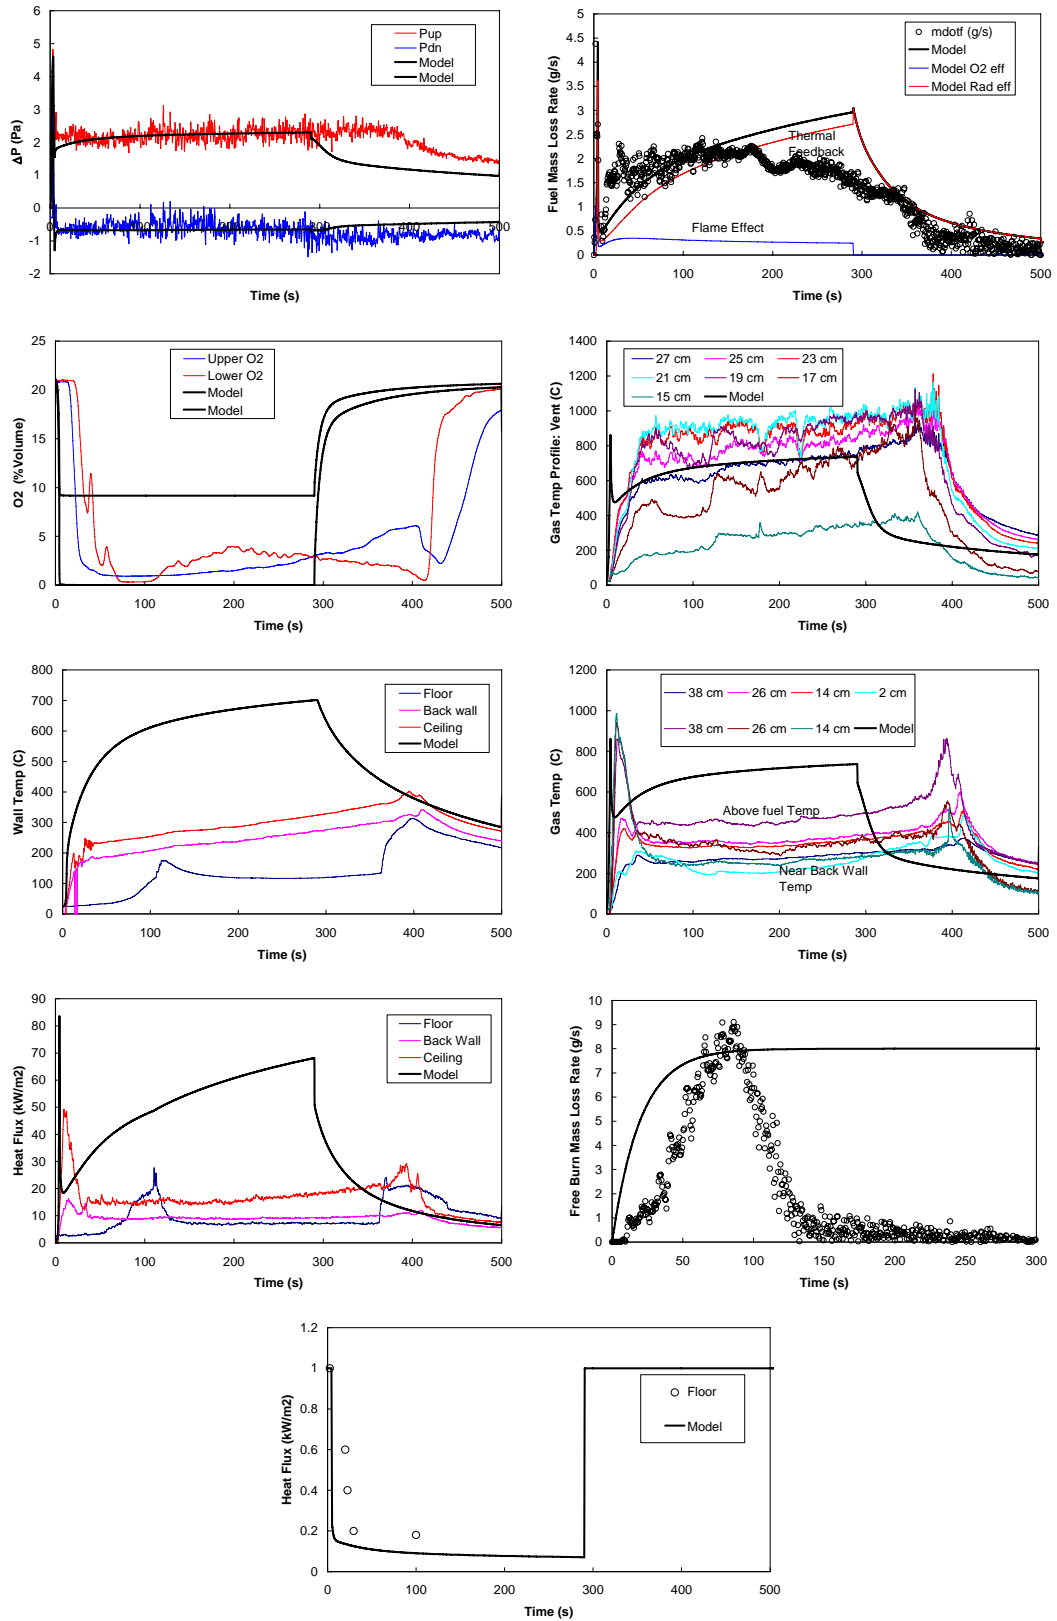 6
5
4
3
2
1
0
-1
-2
ΔP (Pa)
Pup
Pdn
Model
Model
0 100 200 300 400 500
Time (s)
5
4.5
4
3.5
3
2.5
2
1.5
1
0.5
0
Fuel Mass Loss Rate (g/s)
mdotf (g/s)
Model
Model O2 eff
Model Rad eff
Thermal
Feedback
Flame Effect
0 100 200 300 400 500
Time (s)
25
20
15
10
5
0
O2 (%Volume)
Upper O2
Lower O2
Model
Model
0 100 200 300 400 500
Time (s)
1400
1200
1000
800
600
400
200
0
Gas Temp Profile: Vent (C)
27 cm 25 cm 23 cm
21 cm 19 cm 17 cm
15 cm Model
0 100 200 300 400 500
Time (s)
800
700
600
500
400
300
200
100
0
Wall Temp (C)
Floor
Back wall
Ceiling
Model
0 100 200 300 400 500
Time (s)
1200
1000
800
600
400
200
0
Gas Temp (C)
38 cm 26 cm 14 cm 2 cm
38 cm 26 cm 14 cm Model
Above fuel Temp
Near Back Wall
Temp
0 100 200 300 400 500
Time (s)
90
80
70
60
50
40
30
20
10
0
Heat Flux (kW/m2)
Floor
Back Wall
Ceiling
Model
0 100 200 300 400 500
Time (s)
10
9
8
7
6
5
4
3
2
1
0
Free Burn Mass Loss Rate (g/s)
0 50 100 150 200 250 300
Time (s)
1.2
1
0.8
0.6
0.4
0.2
0
Heat Flux (kW/m2)
Floor
Model
0 100 200 300 400 500
Time (s)